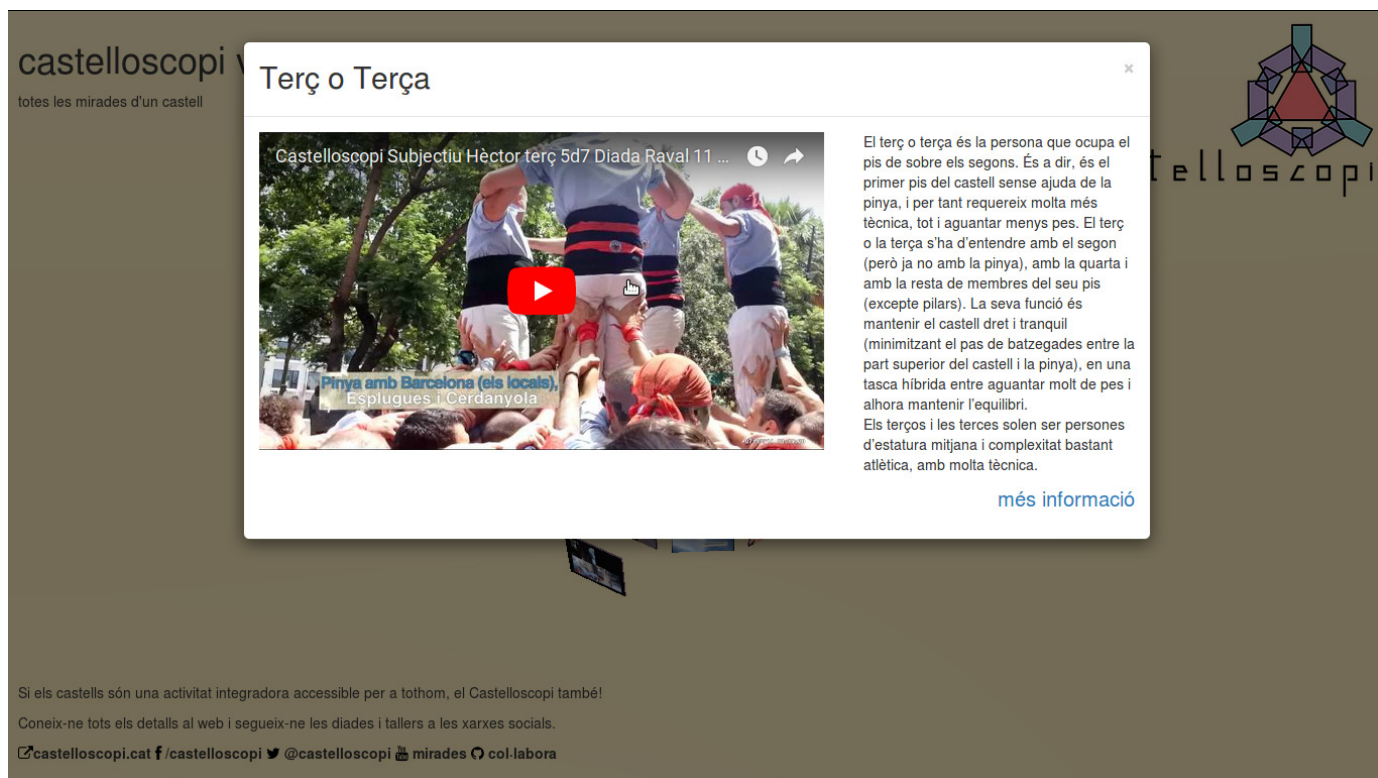 castelloscopi
totes les mirades d'un castell
Terç o Terça
×
Castelloscopi Subjectiu Hèctor terç 5d7 Diada Raval 11 ...
Pinya amb Barcelona (els locals),
Esplugues i Cerdanyola
El terç o terça és la persona que ocupa el
pis de sobre els segons. És a dir, és el
primer pis del castell sense ajuda de la
pinya, i per tant requereix molta més
tècnica, tot i aguantar menys pes. El terç
o la terça s'ha d'entendre amb el segon
(però ja no amb la pinya), amb la quarta i
amb la resta de membres del seu pis
(excepte pilars). La seva funció és
mantenir el castell dret i tranquil
(minimitzant el pas de batzegades entre la
part superior del castell i la pinya), en una
tasca híbrida entre aguantar molt de pes i
alhora mantenir l'equilibri.
Els terços i les terces solen ser persones
d'estatura mitjana i complexitat bastant
atlètica, amb molta tècnica.
més informació
telloscopi
Si els castells són una activitat integradora accessible per a tothom, el Castelloscopi també!
Coneix-ne tots els detalls al web i segueix-ne les diades i tallers a les xarxes socials.
castelloscopi.cat /castelloscopi @castelloscopi mirades col·labora